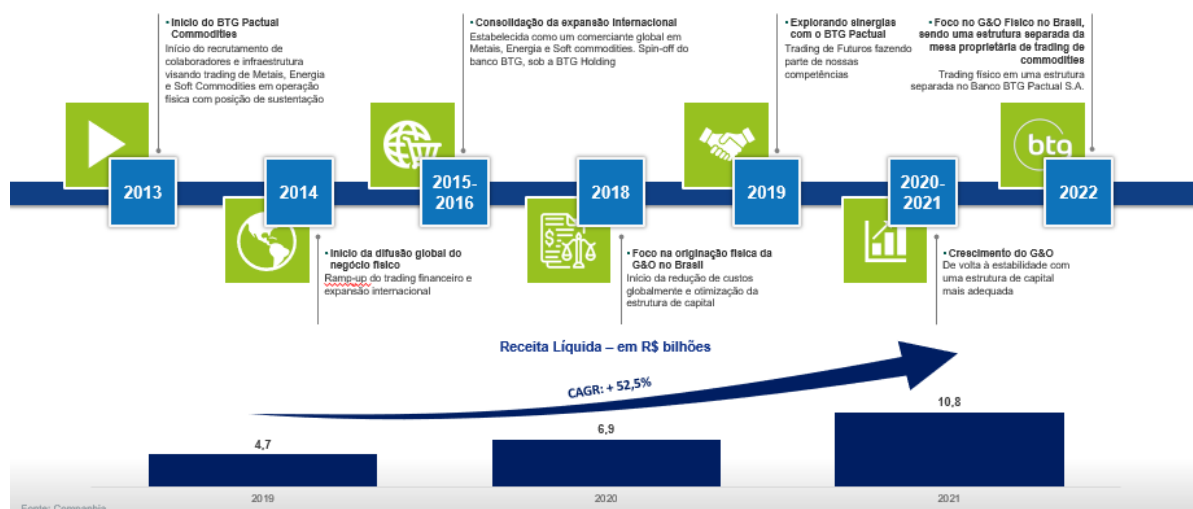 • Início do BTG Pactual
Commodities
Início do recrutamento de
colaboradores e infraestrutura
visando trading de Metais, Energia
e Soft Commodities em operação
física com posição de sustentação
• Consolidação da expansão internacional
Estabelecida como um comerciante global em
Metais, Energia e Soft commodities. Spin-off do
banco BTG, sob a BTG Holding
• Explorando sinergias
com o BTG Pactual
Trading de Futuros fazendo
parte de nossas
competências
• Foco no G&O Físico no Brasil,
sendo uma estrutura separada da
mesa proprietária de trading de
commodities
Trading físico em uma estrutura
separada no Banco BTG Pactual S.A.
btg
2013
2014
2015-
2016
2018
2019
2020-
2021
2022
• Início da difusão global do
negócio físico
Ramp-up do trading financeiro e
expansão internacional
• Foco na originação física da
G&O no Brasil
Início da redução de custos
globalmente e otimização da
estrutura de capital
• Crescimento do G&O
De volta à estabilidade com
uma estrutura de capital
mais adequada
Receita Líquida – em R$ bilhões
CAGR: + 52,5%
4,7
6,9
10,8
2019
2020
2021
Fonte: Companhia